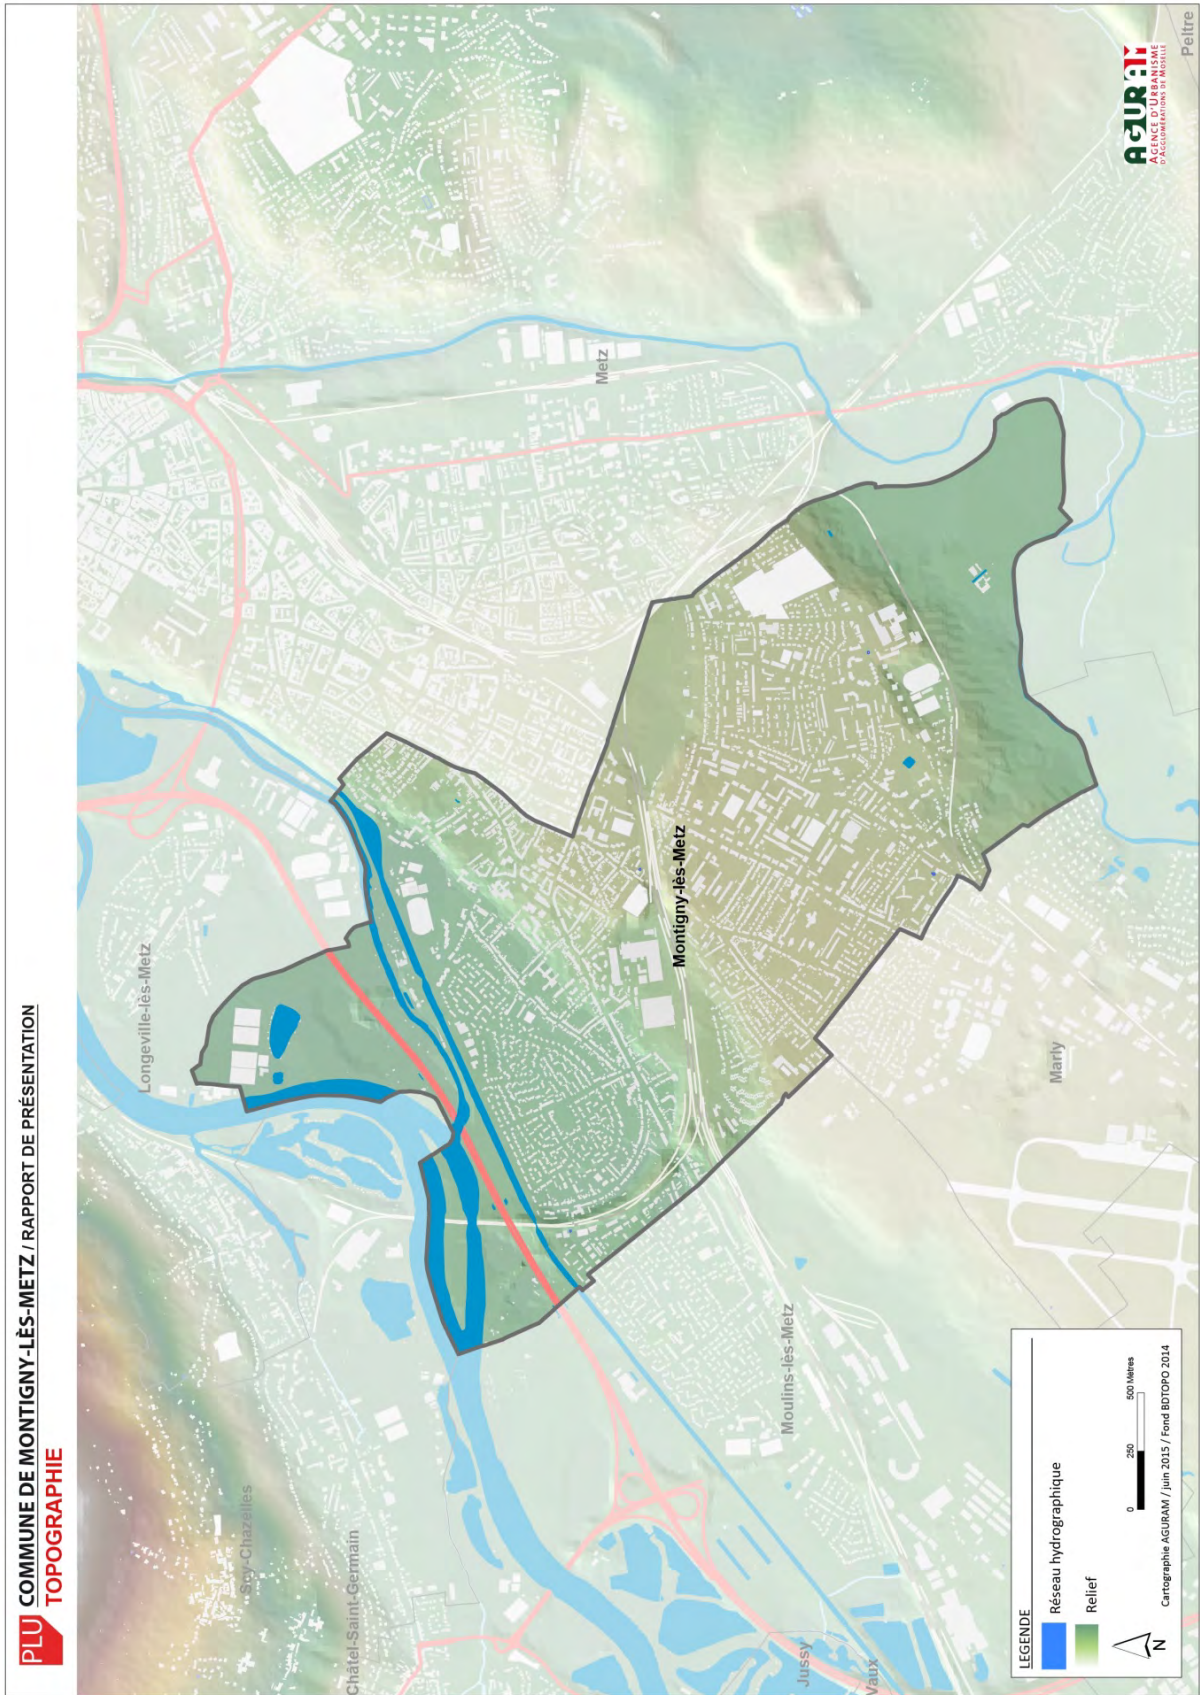 PLU COMMUNE DE MONTIGNY-LÈS-METZ / RAPPORT DE PRÉSENTATION
TOPOGRAPHIE
Longeville-lès-Metz
Scy-Chazelles
Châtel-Saint-Germain
Metz
Peltre
Montigny-lès-Metz
Moulins-lès-Metz
Marly
Jussy
Vaux
AGURAM
AGENCE D'URBANISME
D'AGGLOMÉRATIONS DE MOSELLE
LEGENDE
Réseau hydrographique
Relief
N
0 250 500 Mètres
Cartographie AGURAM / juin 2015 / Fond BDTOPO 2014